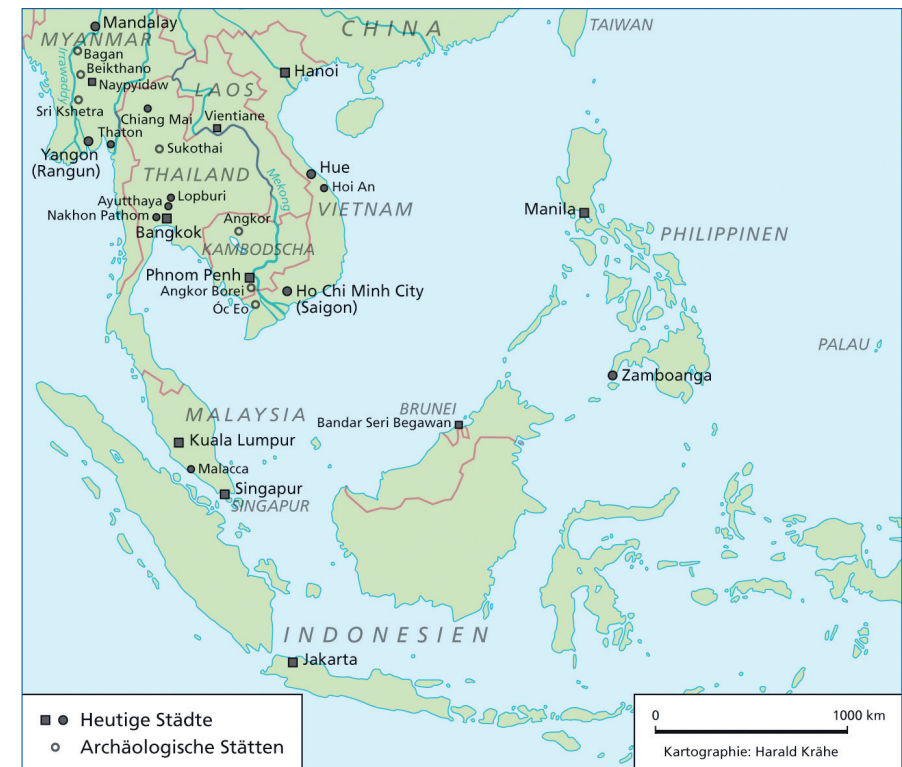 Mandalay
CHINA
TAIWAN
MYANMAR
Bagan
Irrawaddy
Beikthano
Hanoi
Naypyidaw
LAOS
Sri Kshetra
Chiang Mai
Vientiane
Thaton
Sukothai
Yangon
(Rangun)
Hue
THAILAND
Mekong
Hoi An
Lopburi
Ayutthaya
VIETNAM
Nakhon Pathom
Manila
Angkor
Bangkok
PHILIPPINEN
KAMBODSCHA
Phnom Penh
Angkor Borei
Ho Chi Minh City
(Saigon)
Óc Eo
PALAU
Zamboanga
MALAYSIA
BRUNEI
Bandar Seri Begawan
Kuala Lumpur
Malacca
Singapur
SINGAPUR
INDONESIEN
Jakarta
Heutige Städte
Archäologische Stätten
0 1000 km
Kartographie: Harald Krähe